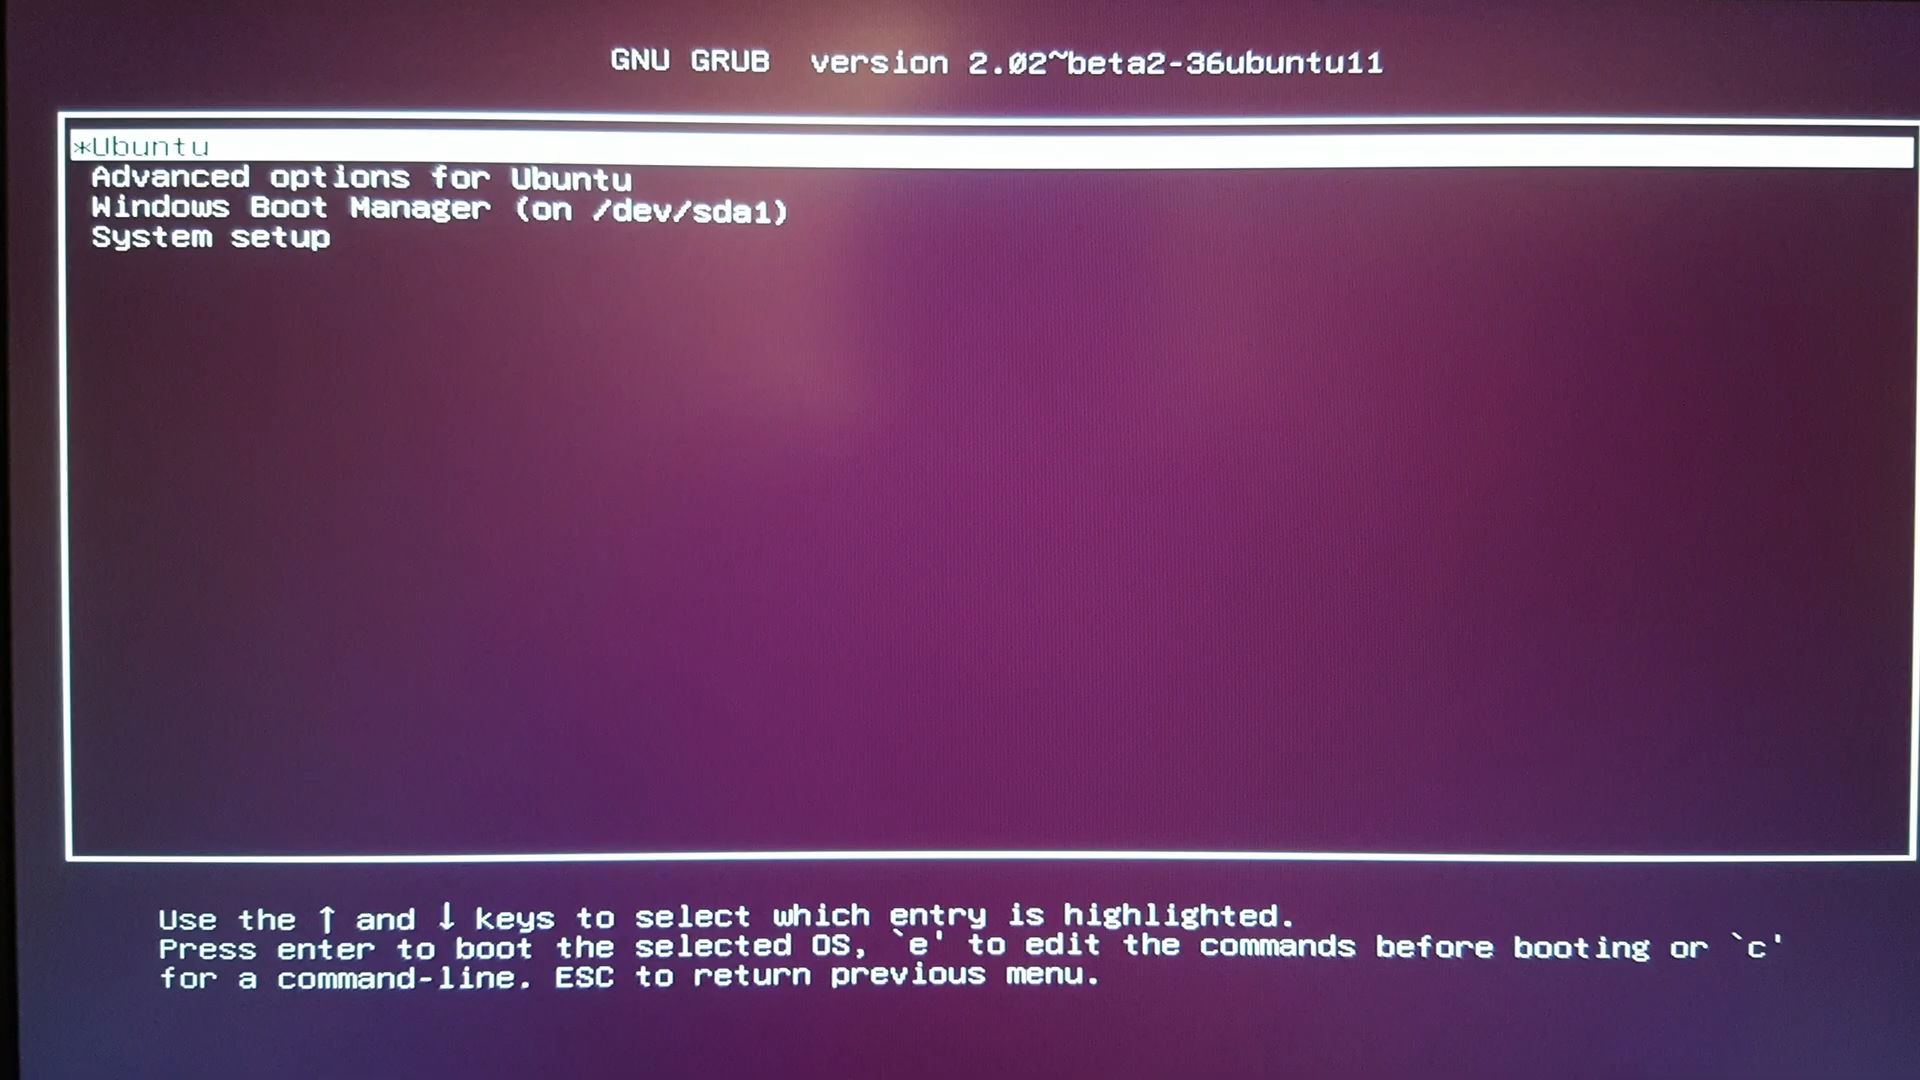 GNU GRUB  version 2.02~beta2-36ubuntu11
*Ubuntu
Advanced options for Ubuntu
Windows Boot Manager (on /dev/sda1)
System setup
Use the ↑ and ↓ keys to select which entry is highlighted.
Press enter to boot the selected OS, `e' to edit the commands before booting or `c'
for a command-line. ESC to return previous menu.